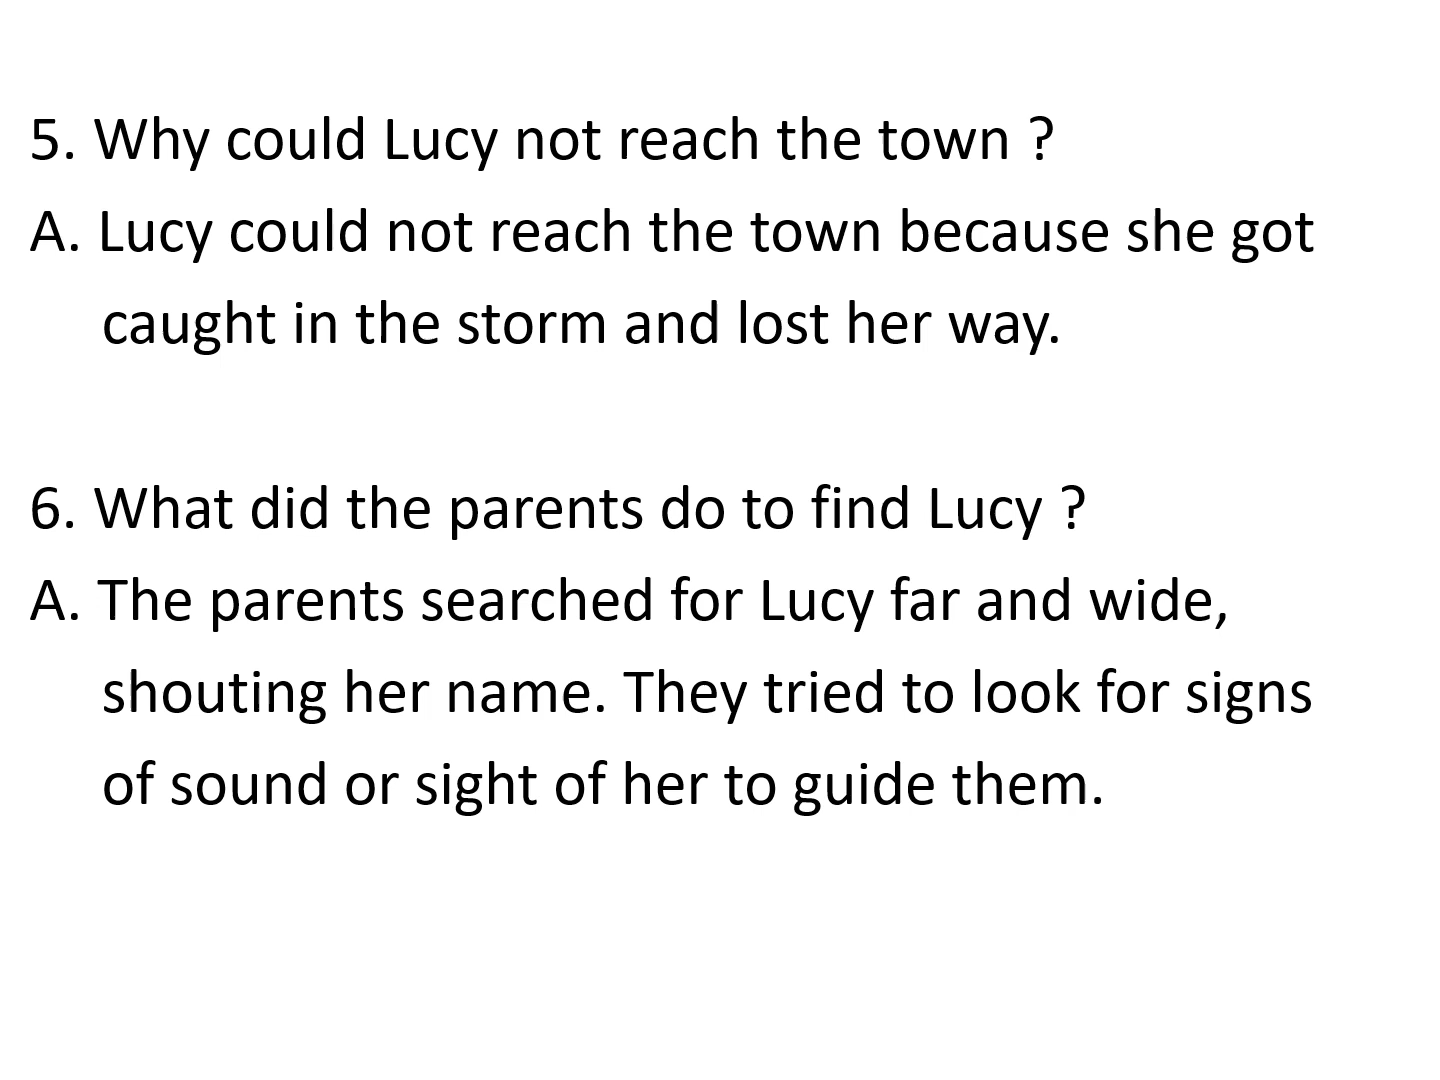 5. Why could Lucy not reach the town ?
A. Lucy could not reach the town because she got
caught in the storm and lost her way.
6. What did the parents do to find Lucy ?
A. The parents searched for Lucy far and wide,
shouting her name. They tried to look for signs
of sound or sight of her to guide them.